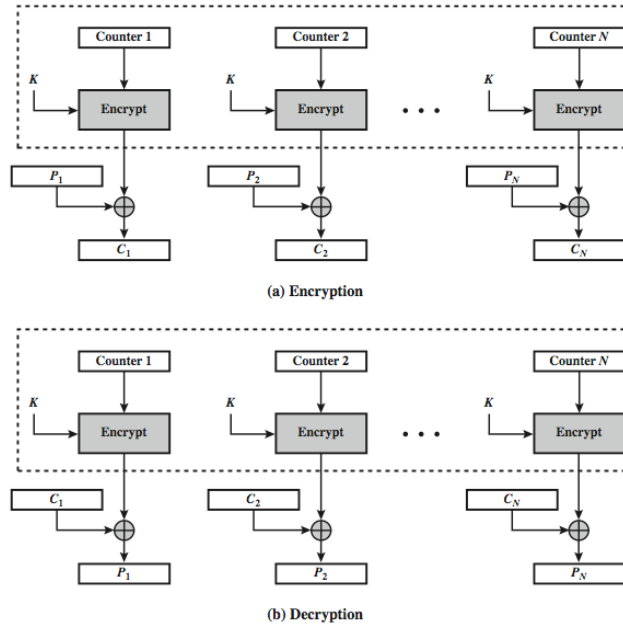 Counter 1 Counter 2 Counter N
K K K
Encrypt Encrypt • • • Encrypt
P1 P2 PN
C1 C2 CN
(a) Encryption
Counter 1 Counter 2 Counter N
K K K
Encrypt Encrypt • • • Encrypt
C1 C2 CN
P1 P2 PN
(b) Decryption